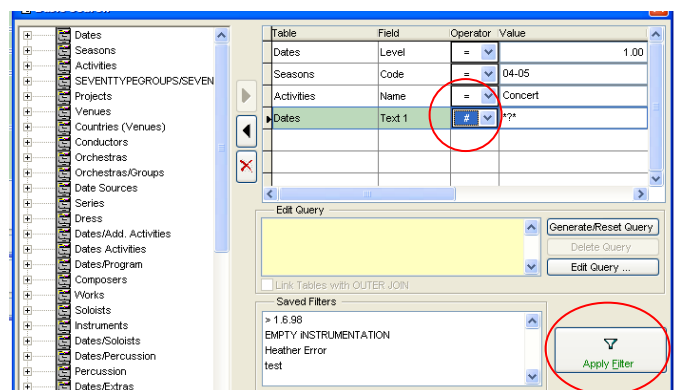 Dates
Seasons
Activities
SEVENTTYPEGROUPS/SEVEN
Projects
Venues
Countries (Venues)
Conductors
Orchestras
Orchestras/Groups
Date Sources
Series
Dress
Dates/Add. Activities
Dates Activities
Dates/Program
Composers
Works
Soloists
Instruments
Dates/Soloists
Dates/Percussion
Percussion
Dates/Extras
Table Field Operator Value
Dates Level = 1.00
Seasons Code = 04-05
Activities Name = Concert
Dates Text 1 # *?*
Edit Query
Generate/Reset Query
Delete Query
Edit Query ...
Link Tables with OUTER JOIN
Saved Filters
> 1.6.98
EMPTY iNSTRUMENTATION
Heather Error
test
Apply Filter